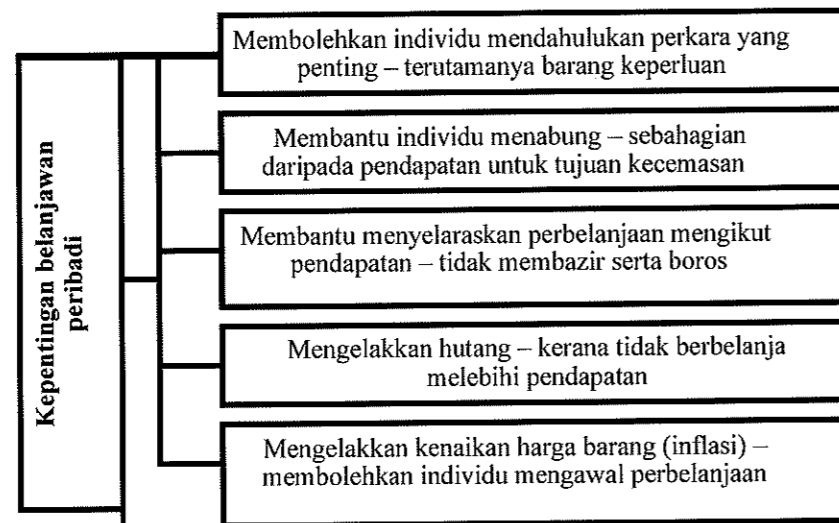 Kepentingan belanjawan
peribadi
Membolehkan individu mendahulukan perkara yang
penting – terutamanya barang keperluan
Membantu individu menabung – sebahagian
daripada pendapatan untuk tujuan kecemasan
Membantu menyelaraskan perbelanjaan mengikut
pendapatan – tidak membazir serta boros
Mengelakkan hutang – kerana tidak berbelanja
melebihi pendapatan
Mengelakkan kenaikan harga barang (inflasi) –
membolehkan individu mengawal perbelanjaan